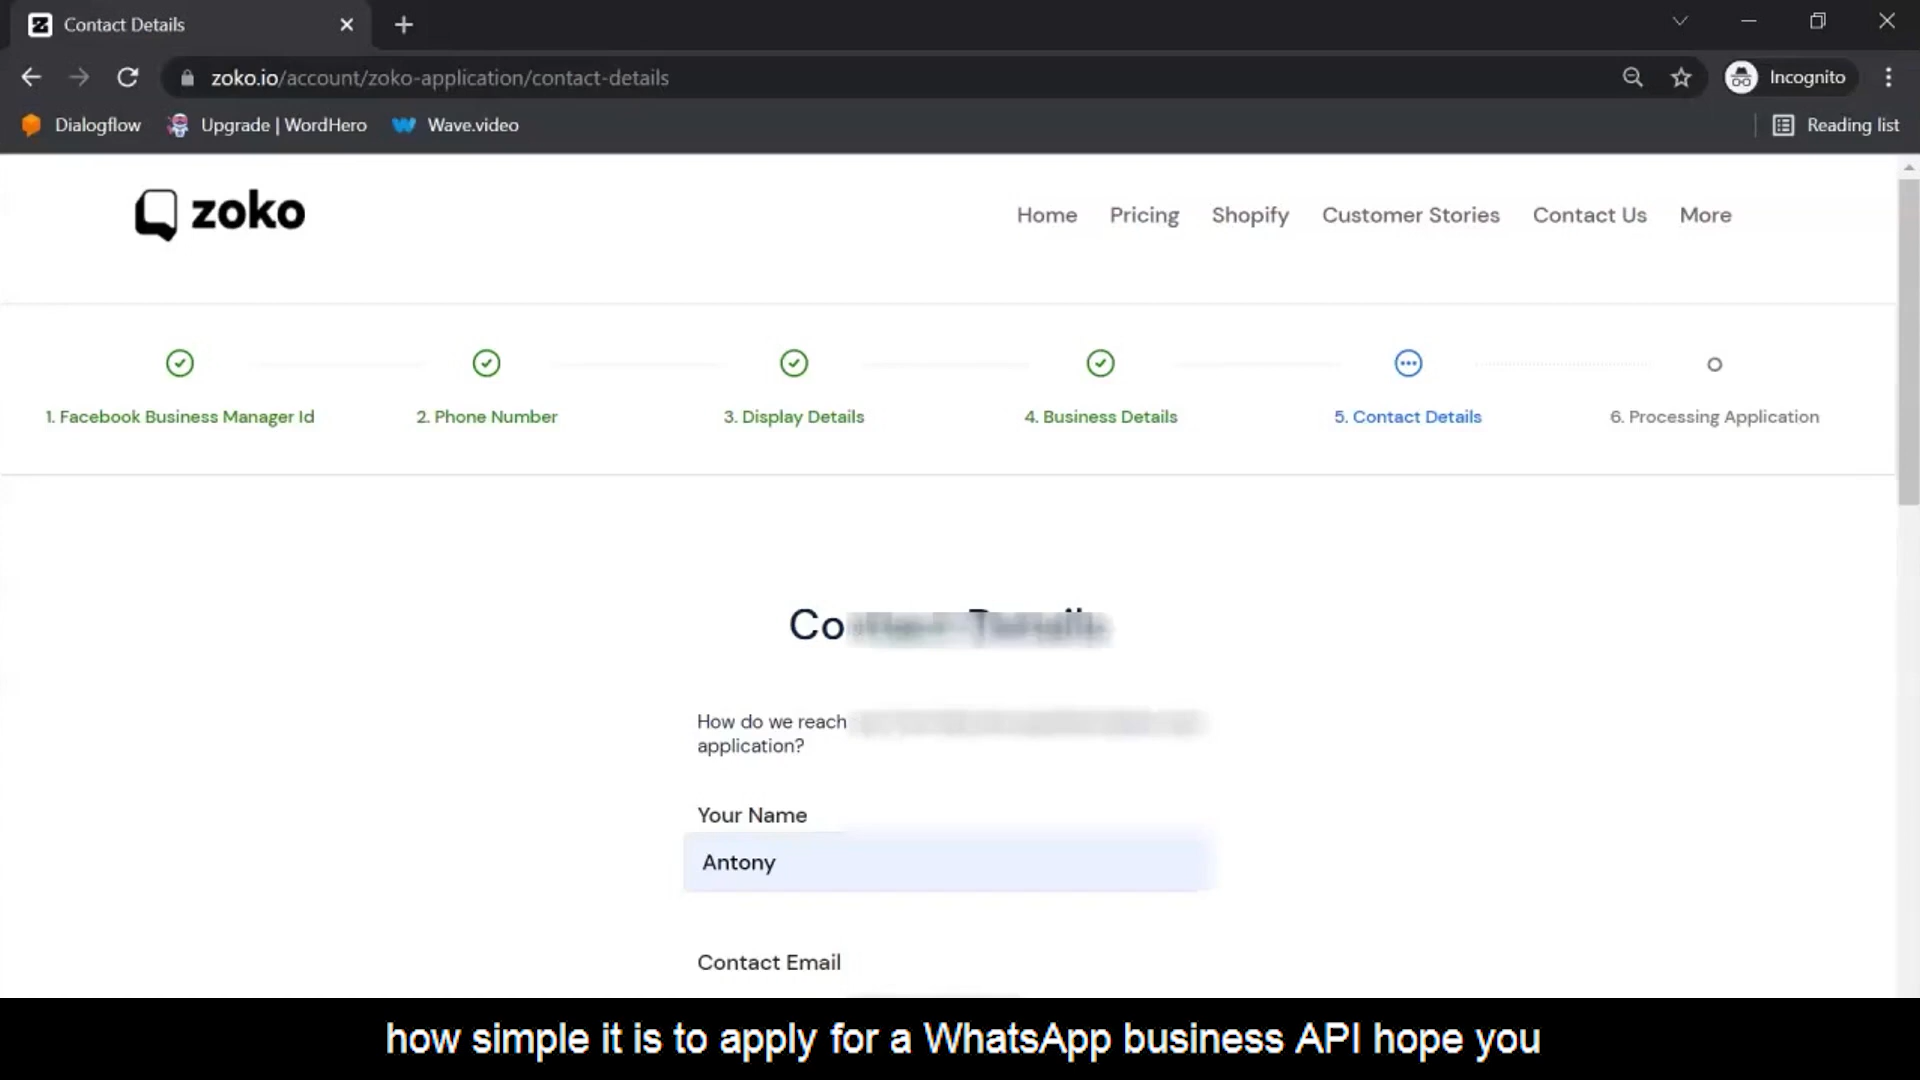 Contact Details
zoko.io/account/zoko-application/contact-details
Incognito
Dialogflow
Upgrade | WordHero
Wave.video
Reading list
zoko
Home
Pricing
Shopify
Customer Stories
Contact Us
More
1. Facebook Business Manager Id
2. Phone Number
3. Display Details
4. Business Details
5. Contact Details
6. Processing Application
Contact Details
How do we reach
application?
Your Name
Antony
Contact Email
how simple it is to apply for a WhatsApp business API hope you